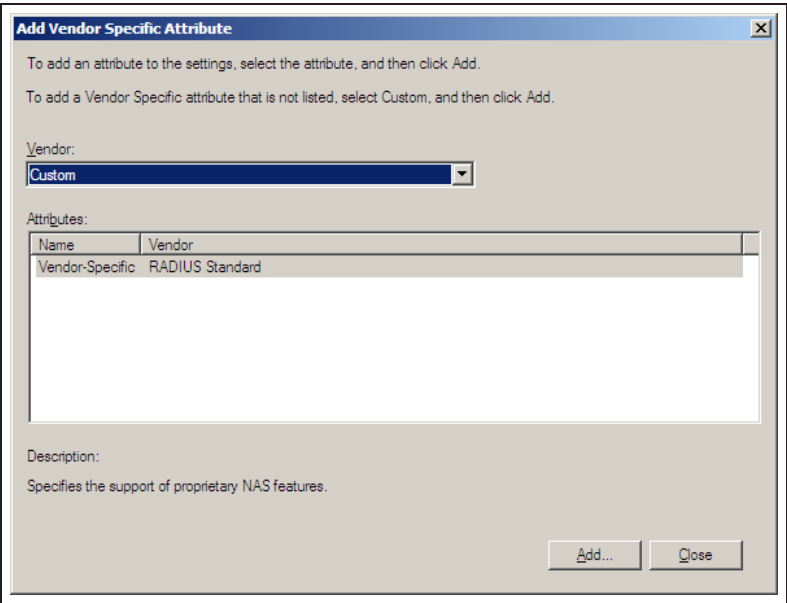 Add Vendor Specific Attribute
To add an attribute to the settings, select the attribute, and then click Add.
To add a Vendor Specific attribute that is not listed, select Custom, and then click Add.
Vendor:
Custom
Attributes:
Name Vendor
Vendor-Specific RADIUS Standard
Description:
Specifies the support of proprietary NAS features.
Add... Close